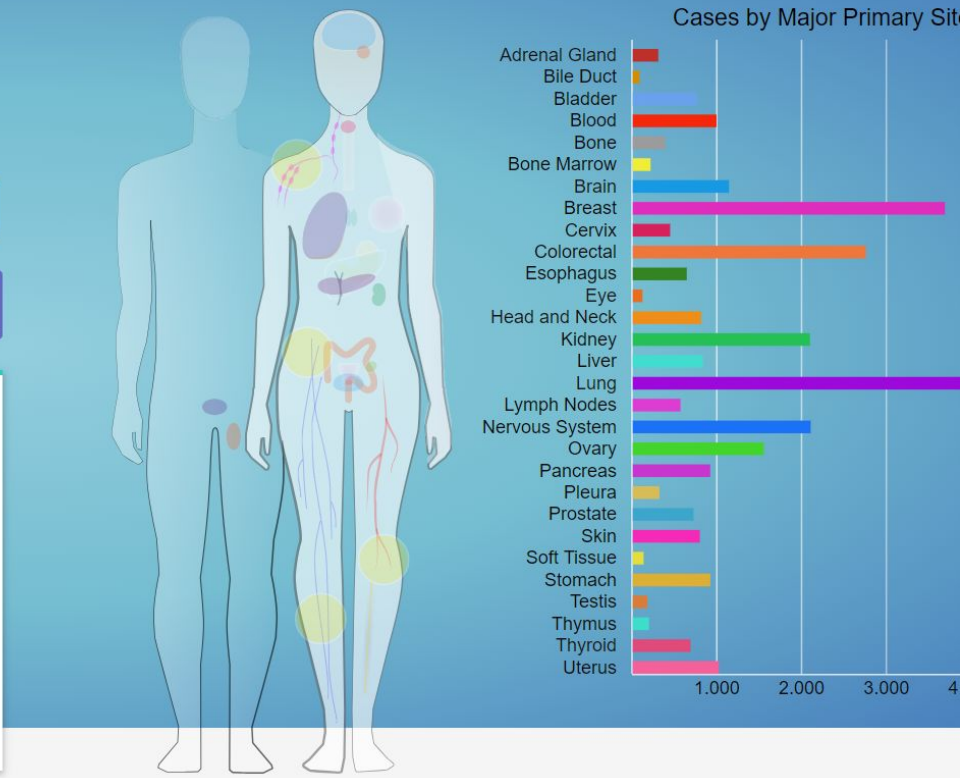 Cases by Major Primary Sit
Adrenal Gland
Bile Duct
Bladder
Blood
Bone
Bone Marrow
Brain
Breast
Cervix
Colorectal
Esophagus
Eye
Head and Neck
Kidney
Liver
Lung
Lymph Nodes
Nervous System
Ovary
Pancreas
Pleura
Prostate
Skin
Soft Tissue
Stomach
Testis
Thymus
Thyroid
Uterus
1.000 2.000 3.000 4